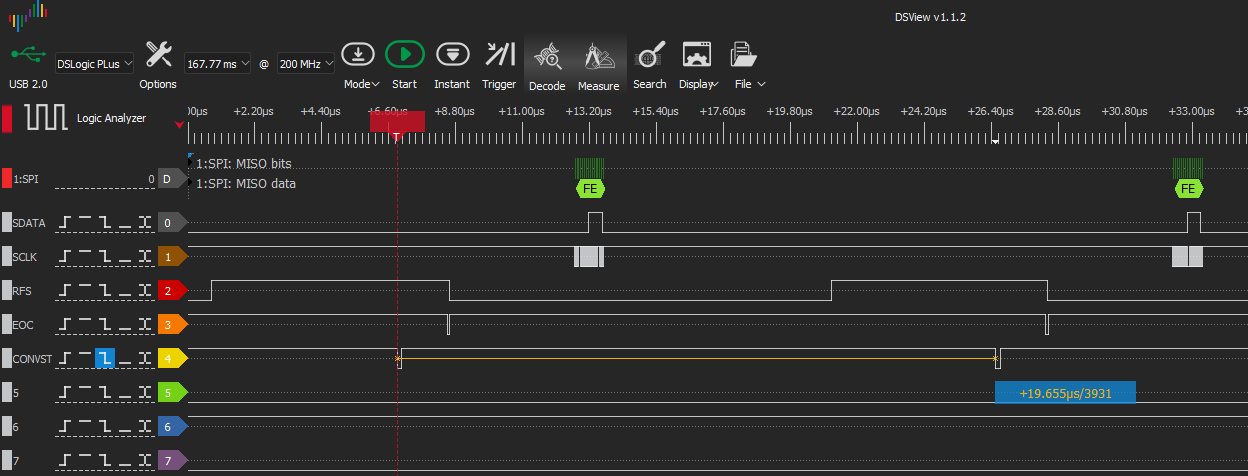 DSView v1.1.2
USB 2.0
DSLogic PLus
Options
167.77 ms @ 200 MHz
Mode Start Instant Trigger Decode Measure Search Display File
Logic Analyzer
00µs +2.20µs +4.40µs +6.60µs +8.80µs +11.00µs +13.20µs +15.40µs +17.60µs +19.80µs +22.00µs +24.20µs +26.40µs +28.60µs +30.80µs +33.00µs +3
T
1:SPI: MISO bits
1:SPI 0 D
1:SPI: MISO data
FE FE
SDATA 0
SCLK 1
RFS 2
EOC 3
CONVST 4
5 5
+19.655µs/3931
6 6
7 7